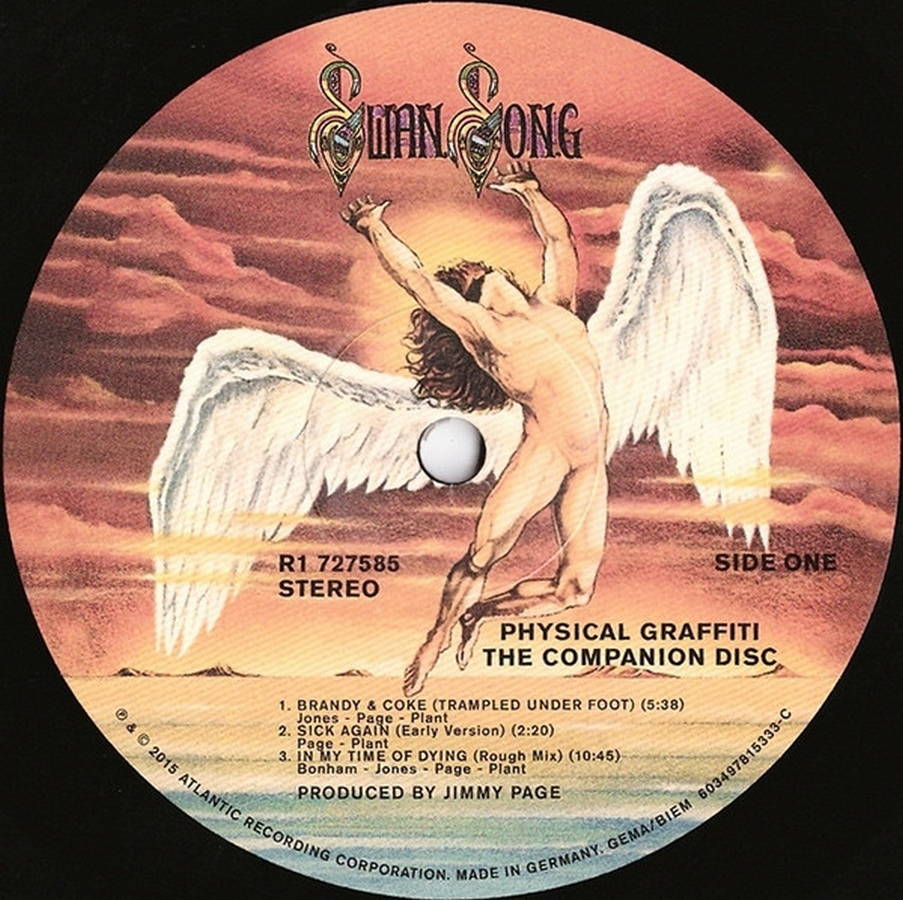 SWAN SONG
R1 727585
STEREO
SIDE ONE
PHYSICAL GRAFFITI
THE COMPANION DISC
1. BRANDY & COKE (TRAMPLED UNDER FOOT) (5:38)
Jones - Page - Plant
2. SICK AGAIN (Early Version) (2:20)
Page - Plant
3. IN MY TIME OF DYING (Rough Mix) (10:45)
Bonham - Jones - Page - Plant
PRODUCED BY JIMMY PAGE
℗ & © 2015 ATLANTIC RECORDING CORPORATION. MADE IN GERMANY. GEMA/BIEM 603497815333-C